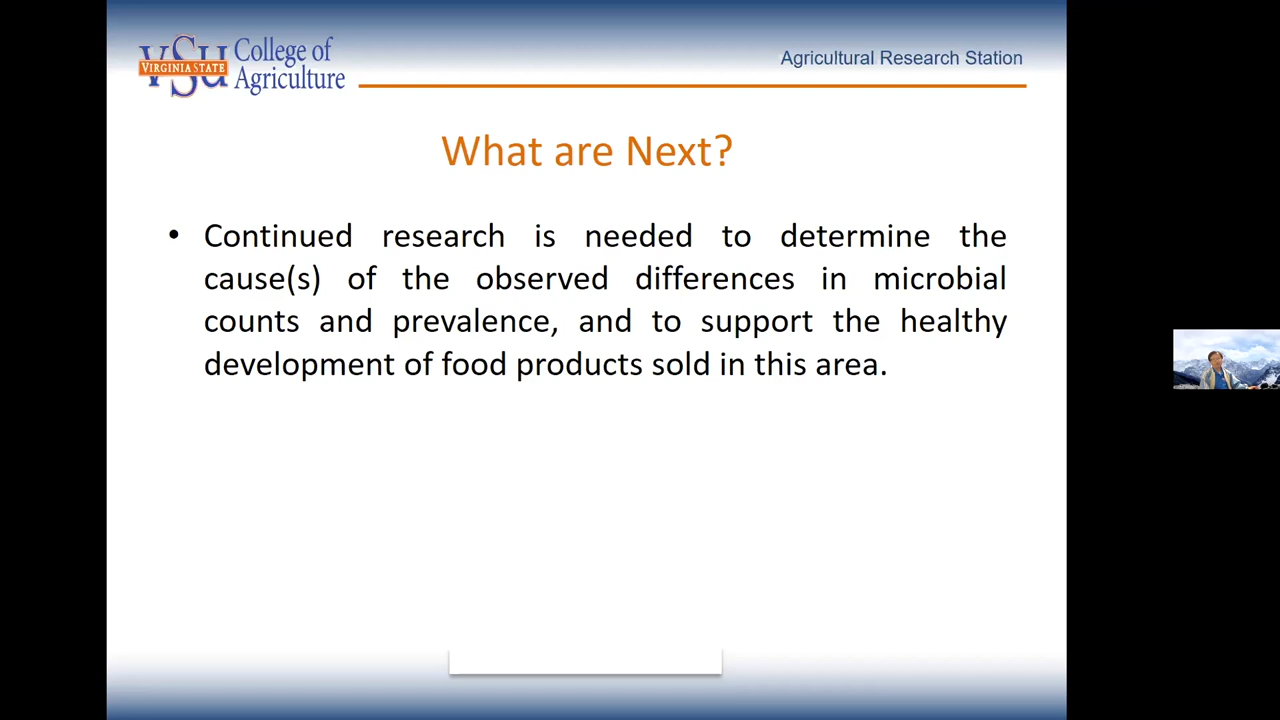 VSU
VIRGINIA STATE
College of
Agriculture
Agricultural Research Station
What are Next?
• Continued research is needed to determine the
cause(s) of the observed differences in microbial
counts and prevalence, and to support the healthy
development of food products sold in this area.